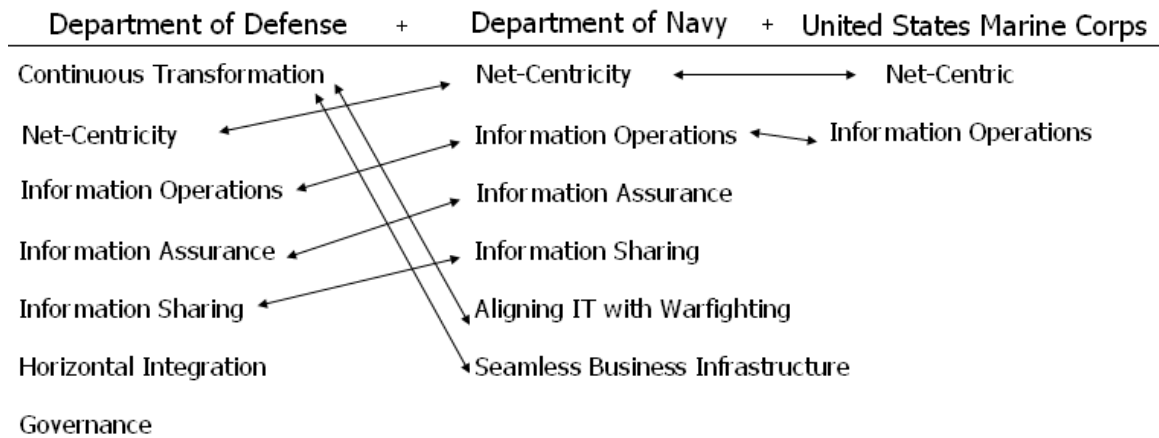 Department of Defense + Department of Navy + United States Marine Corps
Continuous Transformation Net-Centricity Net-Centric
Net-Centricity Information Operations Information Operations
Information Operations Information Assurance
Information Assurance Information Sharing
Information Sharing Aligning IT with Warfighting
Horizontal Integration Seamless Business Infrastructure
Governance